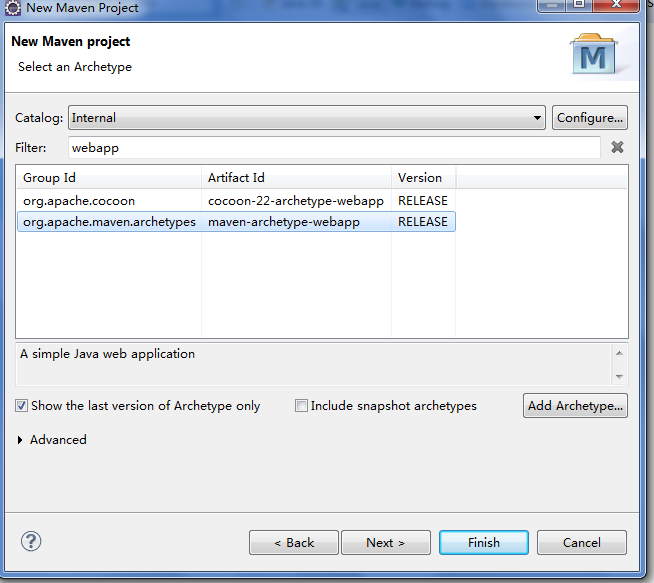 New Maven Project
New Maven project
Select an Archetype
M
Catalog: Internal Configure...
Filter: webapp
Group Id Artifact Id Version
org.apache.cocoon cocoon-22-archetype-webapp RELEASE
org.apache.maven.archetypes maven-archetype-webapp RELEASE
A simple Java web application
Show the last version of Archetype only Include snapshot archetypes Add Archetype...
Advanced
? < Back Next > Finish Cancel